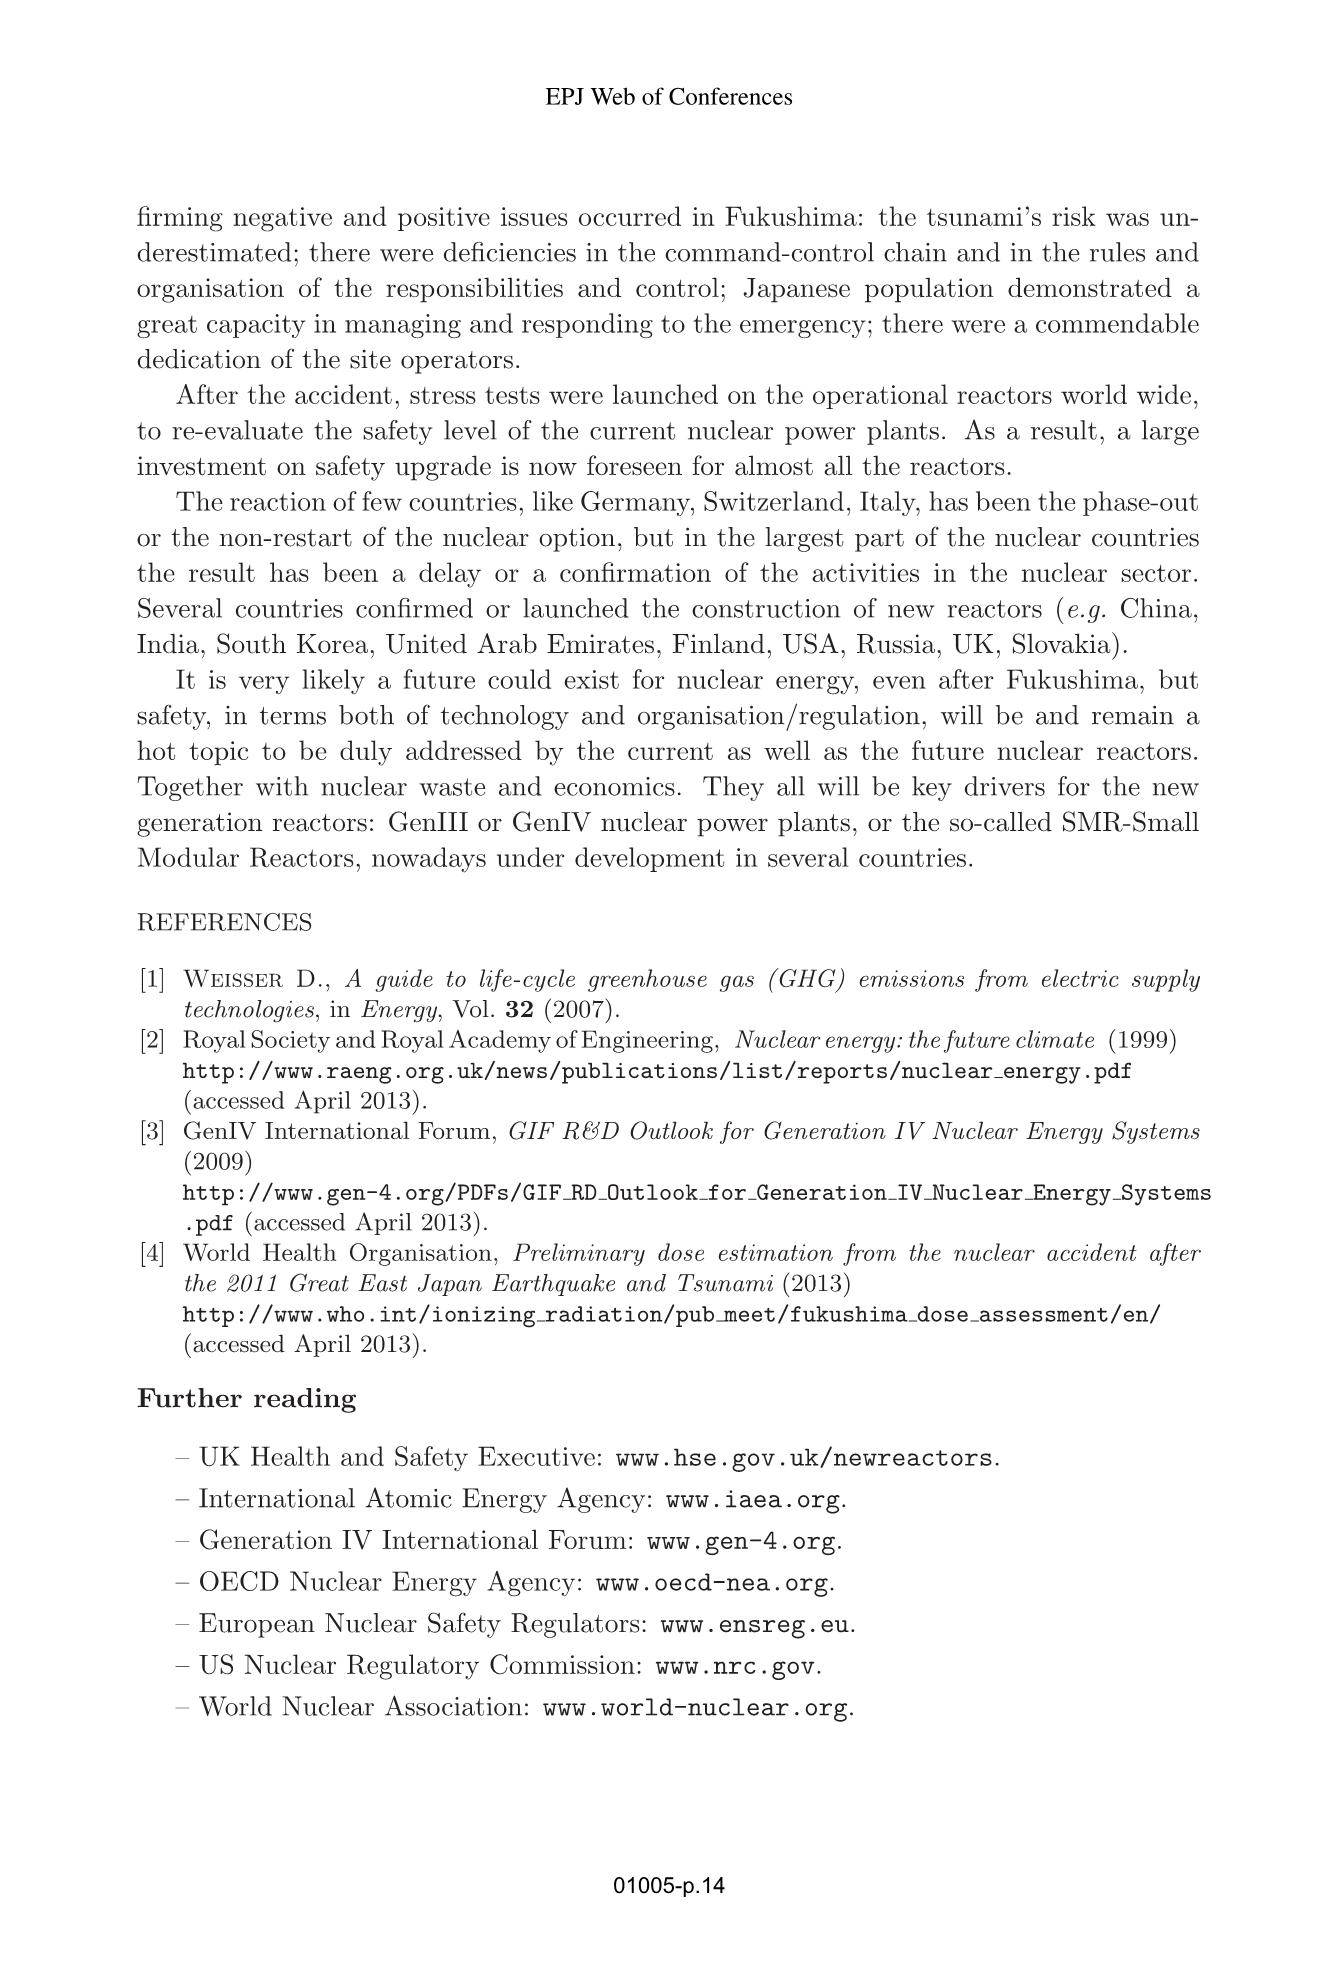 EPJ Web of Conferences
firming negative and positive issues occurred in Fukushima: the tsunami's risk was un-
derestimated; there were deficiencies in the command-control chain and in the rules and
organisation of the responsibilities and control; Japanese population demonstrated a
great capacity in managing and responding to the emergency; there were a commendable
dedication of the site operators.
After the accident, stress tests were launched on the operational reactors world wide,
to re-evaluate the safety level of the current nuclear power plants. As a result, a large
investment on safety upgrade is now foreseen for almost all the reactors.
The reaction of few countries, like Germany, Switzerland, Italy, has been the phase-out
or the non-restart of the nuclear option, but in the largest part of the nuclear countries
the result has been a delay or a confirmation of the activities in the nuclear sector.
Several countries confirmed or launched the construction of new reactors (e.g. China,
India, South Korea, United Arab Emirates, Finland, USA, Russia, UK, Slovakia).
It is very likely a future could exist for nuclear energy, even after Fukushima, but
safety, in terms both of technology and organisation/regulation, will be and remain a
hot topic to be duly addressed by the current as well as the future nuclear reactors.
Together with nuclear waste and economics. They all will be key drivers for the new
generation reactors: GenIII or GenIV nuclear power plants, or the so-called SMR-Small
Modular Reactors, nowadays under development in several countries.
REFERENCES
[1] WEISSER D., A guide to life-cycle greenhouse gas (GHG) emissions from electric supply
technologies, in Energy, Vol. 32 (2007).
[2] Royal Society and Royal Academy of Engineering, Nuclear energy: the future climate (1999)
http://www.raeng.org.uk/news/publications/list/reports/nuclear_energy.pdf
(accessed April 2013).
[3] GenIV International Forum, GIF R&D Outlook for Generation IV Nuclear Energy Systems
(2009)
http://www.gen-4.org/PDFs/GIF_RD_Outlook_for_Generation_IV_Nuclear_Energy_Systems
.pdf (accessed April 2013).
[4] World Health Organisation, Preliminary dose estimation from the nuclear accident after
the 2011 Great East Japan Earthquake and Tsunami (2013)
http://www.who.int/ionizing_radiation/pub_meet/fukushima_dose_assessment/en/
(accessed April 2013).
Further reading
– UK Health and Safety Executive: www.hse.gov.uk/newreactors.
– International Atomic Energy Agency: www.iaea.org.
– Generation IV International Forum: www.gen-4.org.
– OECD Nuclear Energy Agency: www.oecd-nea.org.
– European Nuclear Safety Regulators: www.ensreg.eu.
– US Nuclear Regulatory Commission: www.nrc.gov.
– World Nuclear Association: www.world-nuclear.org.
01005-p.14